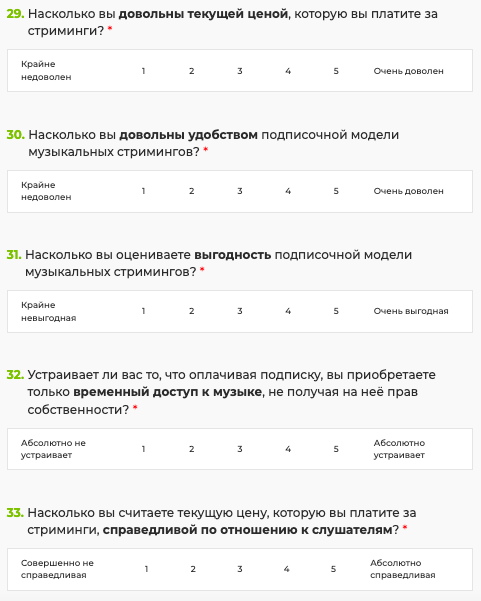 29. Насколько вы довольны текущей ценой, которую вы платите за
стриминги? *
Крайне
недоволен
1 2 3 4 5 Очень доволен
30. Насколько вы довольны удобством подписочной модели
музыкальных стримингов? *
Крайне
недоволен
1 2 3 4 5 Очень доволен
31. Насколько вы оцениваете выгодность подписочной модели
музыкальных стримингов? *
Крайне
невыгодная
1 2 3 4 5 Очень выгодная
32. Устраивает ли вас то, что оплачивая подписку, вы приобретаете
только временный доступ к музыке, не получая на неё прав
собственности? *
Абсолютно не
устраивает
1 2 3 4 5
Абсолютно
устраивает
33. Насколько вы считаете текущую цену, которую вы платите за
стриминги, справедливой по отношению к слушателям? *
Совершенно не
справедливая
1 2 3 4 5
Абсолютно
справедливая